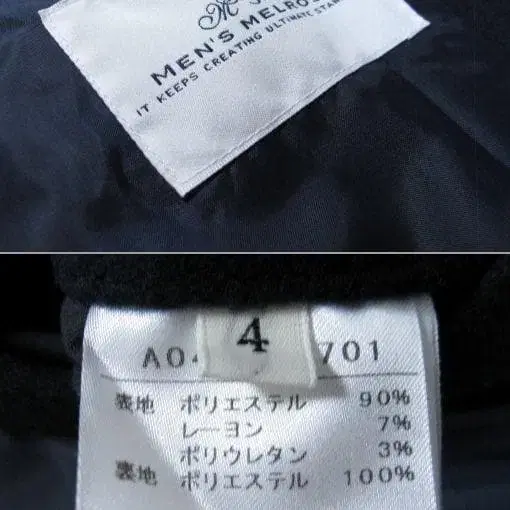 M
MEN'S MELRO
IT KEEPS CREATING ULTIMATE STAN
4
A04 701
表地 ポリエステル 90%
レーヨン 7%
ポリウレタン 3%
裏地 ポリエステル 100%